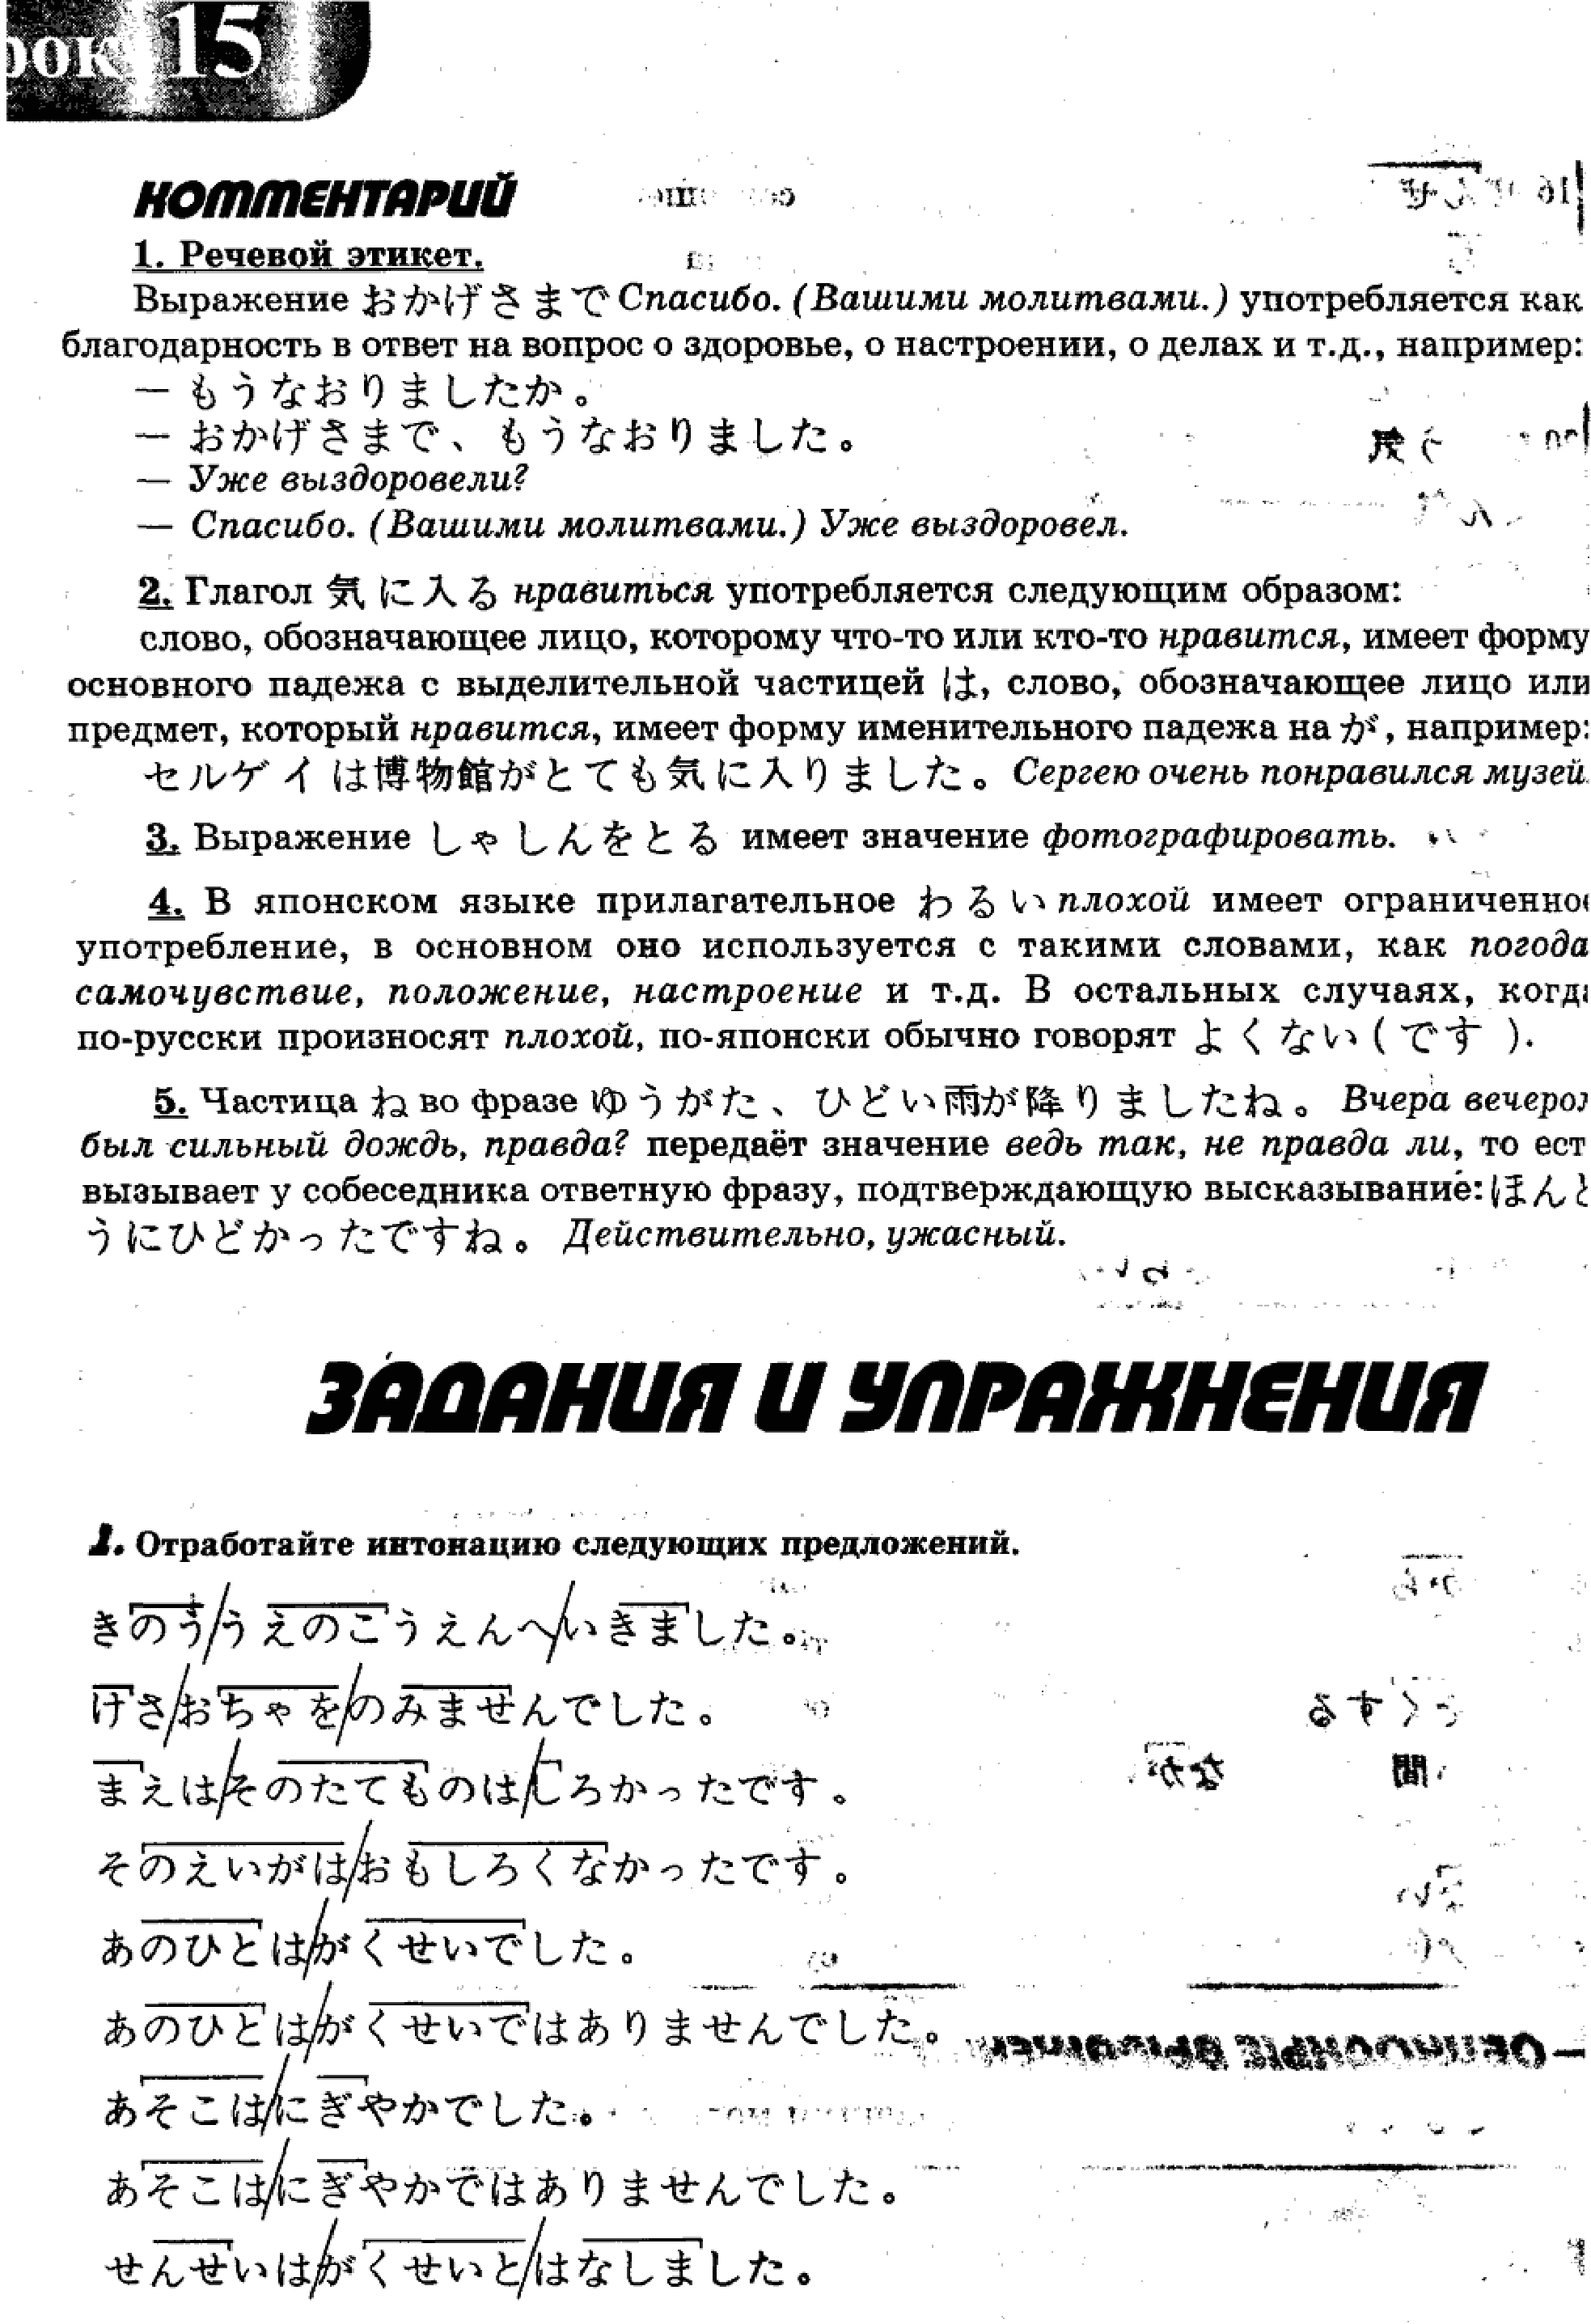 рок 15
КОММЕНТАРИЙ
1. Речевой этикет.
Выражение おかげさまで Спасибо. (Вашими молитвами.) употребляется как
благодарность в ответ на вопрос о здоровье, о настроении, о делах и т.д., например:
— もうなおりましたか。
— おかげさまで、もうなおりました。
— Уже выздоровели?
— Спасибо. (Вашими молитвами.) Уже выздоровел.
2. Глагол 気に入る нравиться употребляется следующим образом:
слово, обозначающее лицо, которому что-то или кто-то нравится, имеет форму
основного падежа с выделительной частицей は, слово, обозначающее лицо или
предмет, который нравится, имеет форму именительного падежа на が, например:
セルゲイは博物館がとても気に入りました。 Сергею очень понравился музей
3. Выражение しゃしんをとる имеет значение фотографировать.
4. В японском языке прилагательное わるい плохой имеет ограниченно
употребление, в основном оно используется с такими словами, как погода
самочувствие, положение, настроение и т.д. В остальных случаях, когд
по-русски произносят плохой, по-японски обычно говорят よくない(です).
5. Частица ね во фразе ゆうがた、ひどい雨が降りましたね。 Вчера вечеро
был сильный дождь, правда? передаёт значение ведь так, не правда ли, то ест
вызывает у собеседника ответную фразу, подтверждающую высказывание: ほんと
うにひどかったですね。 Действительно, ужасный.
ЗАДАНИЯ И УПРАЖНЕНИЯ
1. Отработайте интонацию следующих предложений.
きのう/うえのこうえんへ/いきました。
けさ/おちゃを/のみませんでした。
まえは/そのたてものは/しろかったです。
そのえいがは/おもしろくなかったです。
あのひとは/がくせいでした。
あのひとは/がくせいではありませんでした。
あそこは/にぎやかでした。
あそこは/にぎやかではありませんでした。
せんせいは/がくせいと/はなしました。